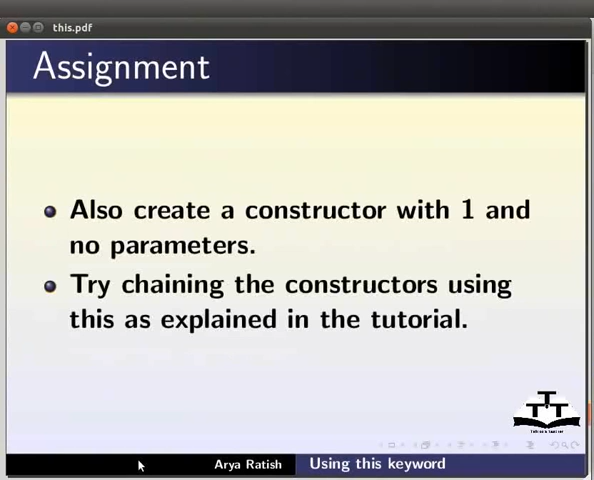 this.pdf
Assignment
Also create a constructor with 1 and
no parameters.
Try chaining the constructors using
this as explained in the tutorial.
Arya Ratish
Using this keyword